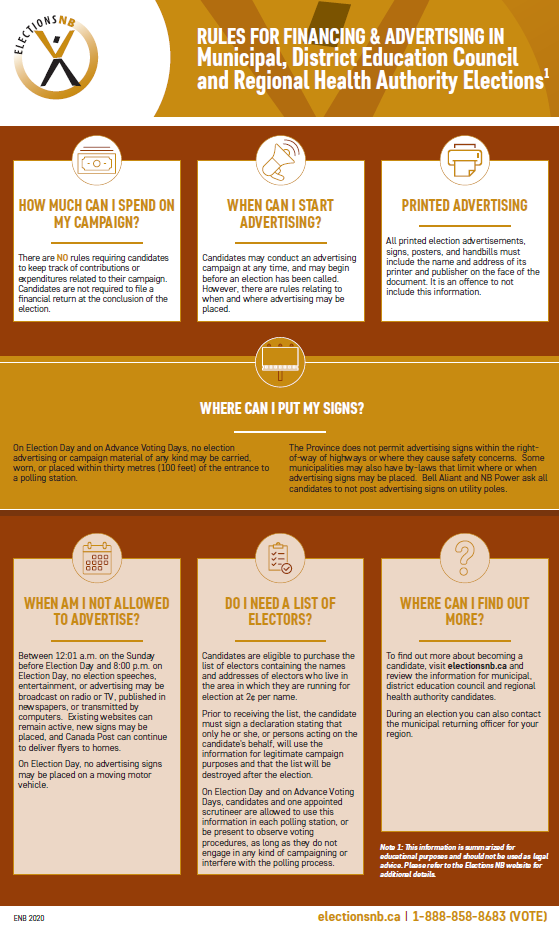 ELECTIONSNB
RULES FOR FINANCING & ADVERTISING IN
Municipal, District Education Council
and Regional Health Authority Elections1
HOW MUCH CAN I SPEND ON
MY CAMPAIGN?
There are NO rules requiring candidates
to keep track of contributions or
expenditures related to their campaign.
Candidates are not required to file a
financial return at the conclusion of the
election.
WHEN CAN I START
ADVERTISING?
Candidates may conduct an advertising
campaign at any time, and may begin
before an election has been called.
However, there are rules relating to
when and where advertising may be
placed.
PRINTED ADVERTISING
All printed election advertisements,
signs, posters, and handbills must
include the name and address of its
printer and publisher on the face of the
document. It is an offence to not
include this information.
WHERE CAN I PUT MY SIGNS?
On Election Day and on Advance Voting Days, no election
advertising or campaign material of any kind may be carried,
worn, or placed within thirty metres (100 feet) of the entrance to
a polling station.
The Province does not permit advertising signs within the right-
of-way of highways or where they cause safety concerns. Some
municipalities may also have by-laws that limit where or when
advertising signs may be placed. Bell Aliant and NB Power ask all
candidates to not post advertising signs on utility poles.
WHEN AM I NOT ALLOWED
TO ADVERTISE?
Between 12:01 a.m. on the Sunday
before Election Day and 8:00 p.m. on
Election Day, no election speeches,
entertainment, or advertising may be
broadcast on radio or TV, published in
newspapers, or transmitted by
computers. Existing websites can
remain active, new signs may be
placed, and Canada Post can continue
to deliver flyers to homes.
On Election Day, no advertising signs
may be placed on a moving motor
vehicle.
DO I NEED A LIST OF
ELECTORS?
Candidates are eligible to purchase the
list of electors containing the names
and addresses of electors who live in
the area in which they are running for
election at 2¢ per name.
Prior to receiving the list, the candidate
must sign a declaration stating that
only he or she, or persons acting on the
candidate's behalf, will use the
information for legitimate campaign
purposes and that the list will be
destroyed after the election.
On Election Day and on Advance Voting
Days, candidates and one appointed
scrutineer are allowed to use this
information in each polling station, or
be present to observe voting
procedures, as long as they do not
engage in any kind of campaigning or
interfere with the polling process.
WHERE CAN I FIND OUT
MORE?
To find out more about becoming a
candidate, visit electionsnb.ca and
review the information for municipal,
district education council and regional
health authority candidates.
During an election you can also contact
the municipal returning officer for your
region.
Note 1: This information is summarized for
educational purposes and should not be used as legal
advice. Please refer to the Elections NB website for
additional details.
ENB 2020
electionsnb.ca | 1-888-858-8683 (VOTE)